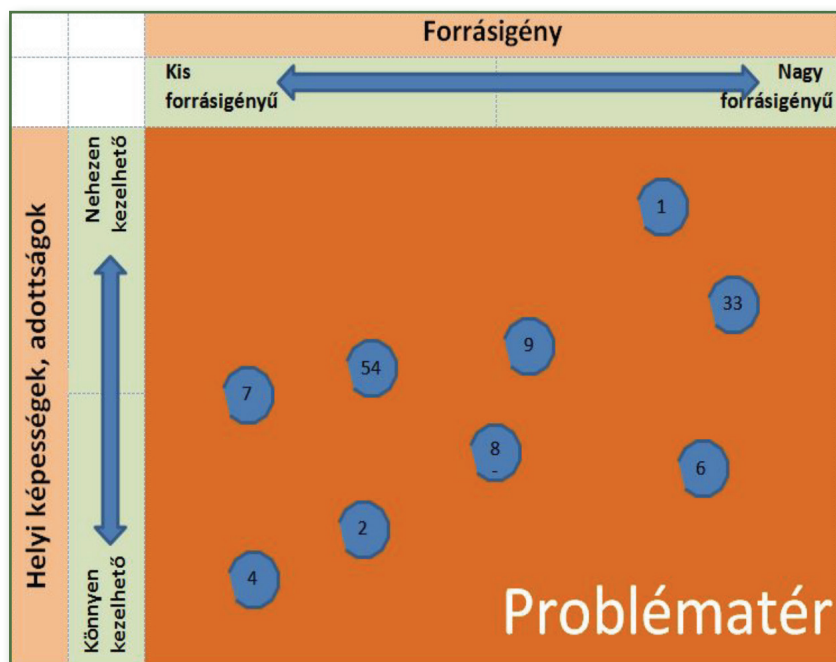 Forrásigény
Kis
forrásigényű
Nagy
forrásigényű
Helyi képességek, adottságok
Nehezen
kezelhető
Könnyen
kezelhető
1
33
9
54
7
8
-
6
2
4
Problématér